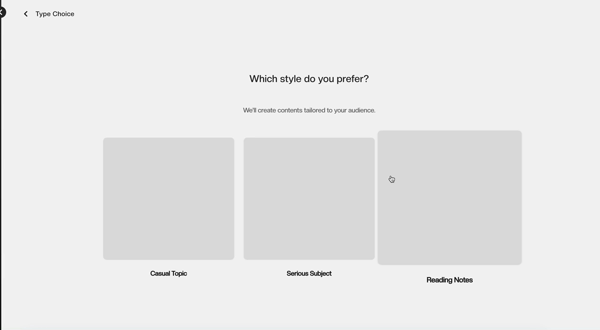 Type Choice
Which style do you prefer?
We'll create contents tailored to your audience.
Casual Topic
Serious Subject
Reading Notes